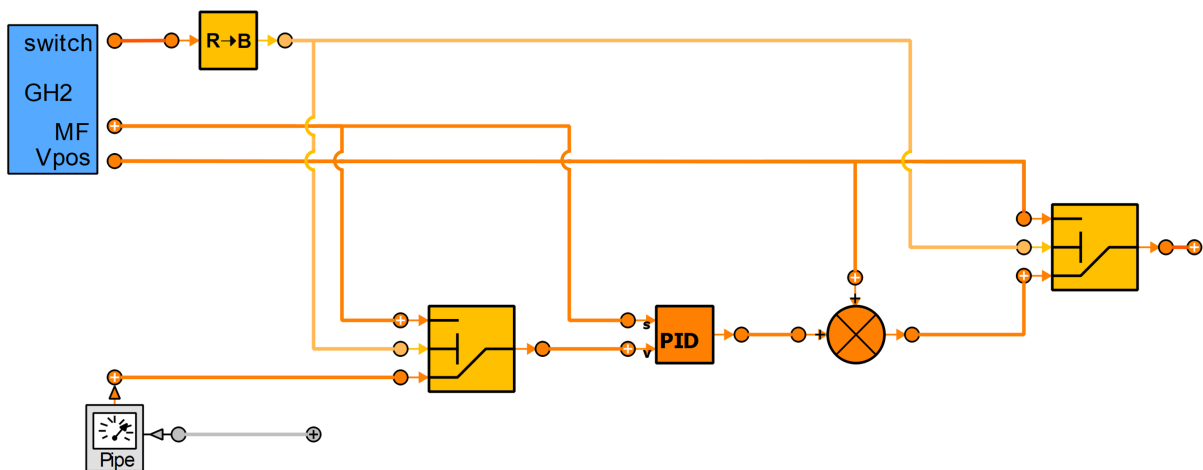 switch
R→B
GH2
MF
Vpos
s
PID
v
+
+
Pipe